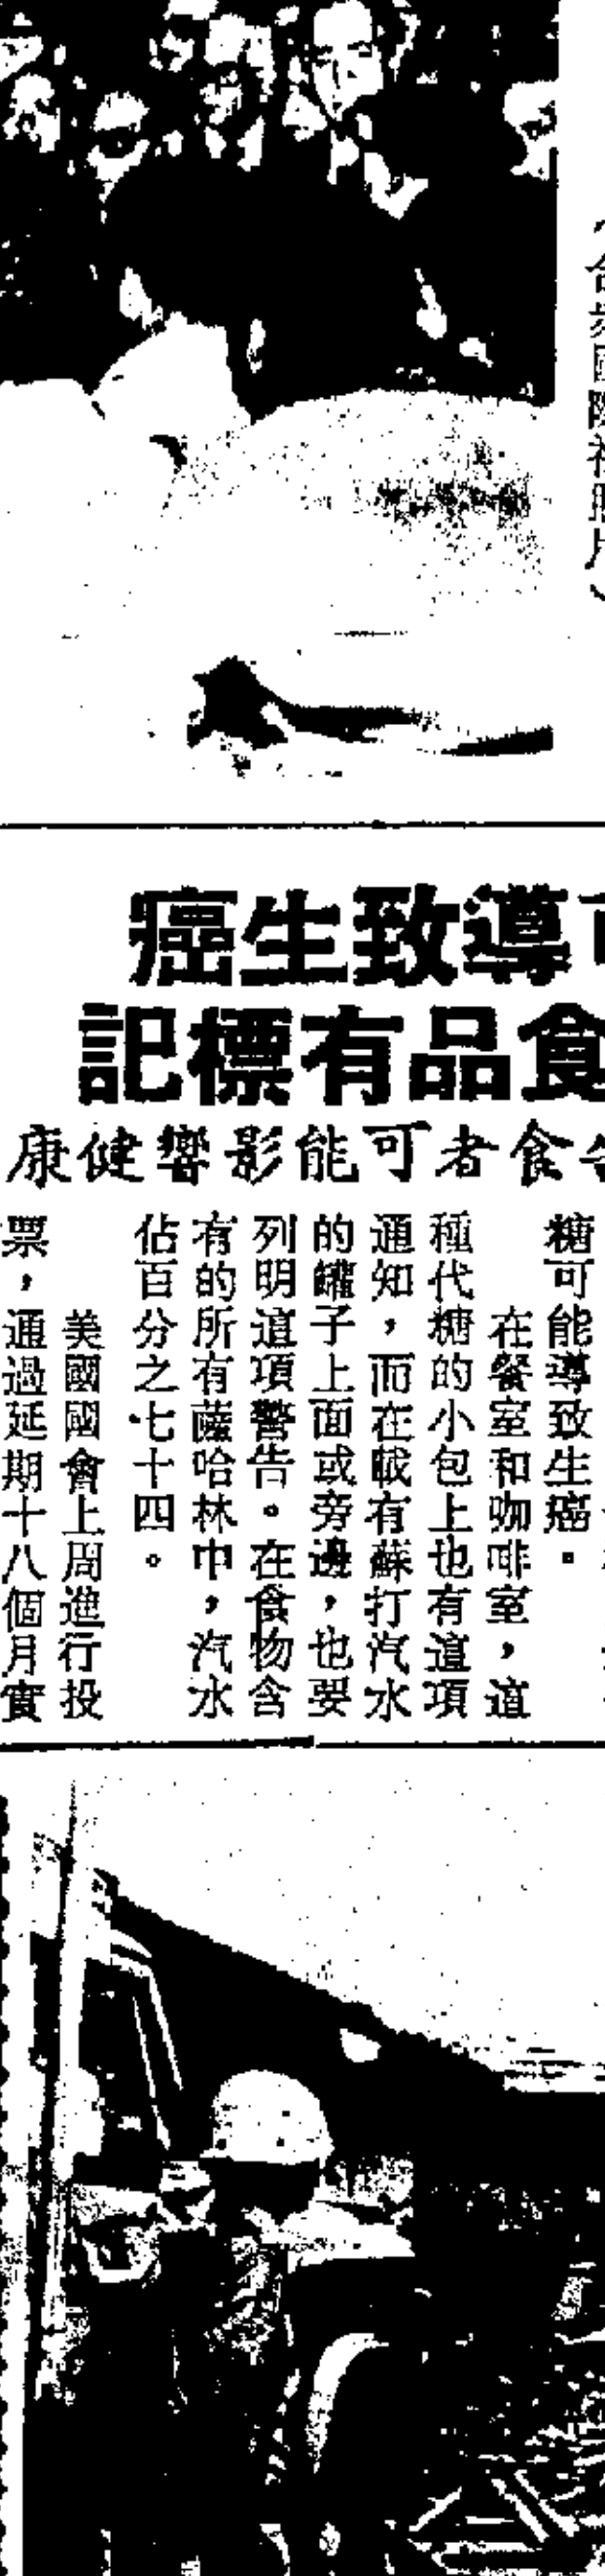 合衆國際社照片）
可導致生癌
食品有標記
告食者可能影響健康
糖可能導致生癌。
在餐室和咖啡室，這
種代糖的小包上也有這項
通知，而在載有蘇打汽水
的罐子上面或旁邊，也要
列明這項警告。在食物含
有的所有薩哈林中，汽水
佔百分之七十四。
美國國會上周進行投
票，通過延期十八個月實